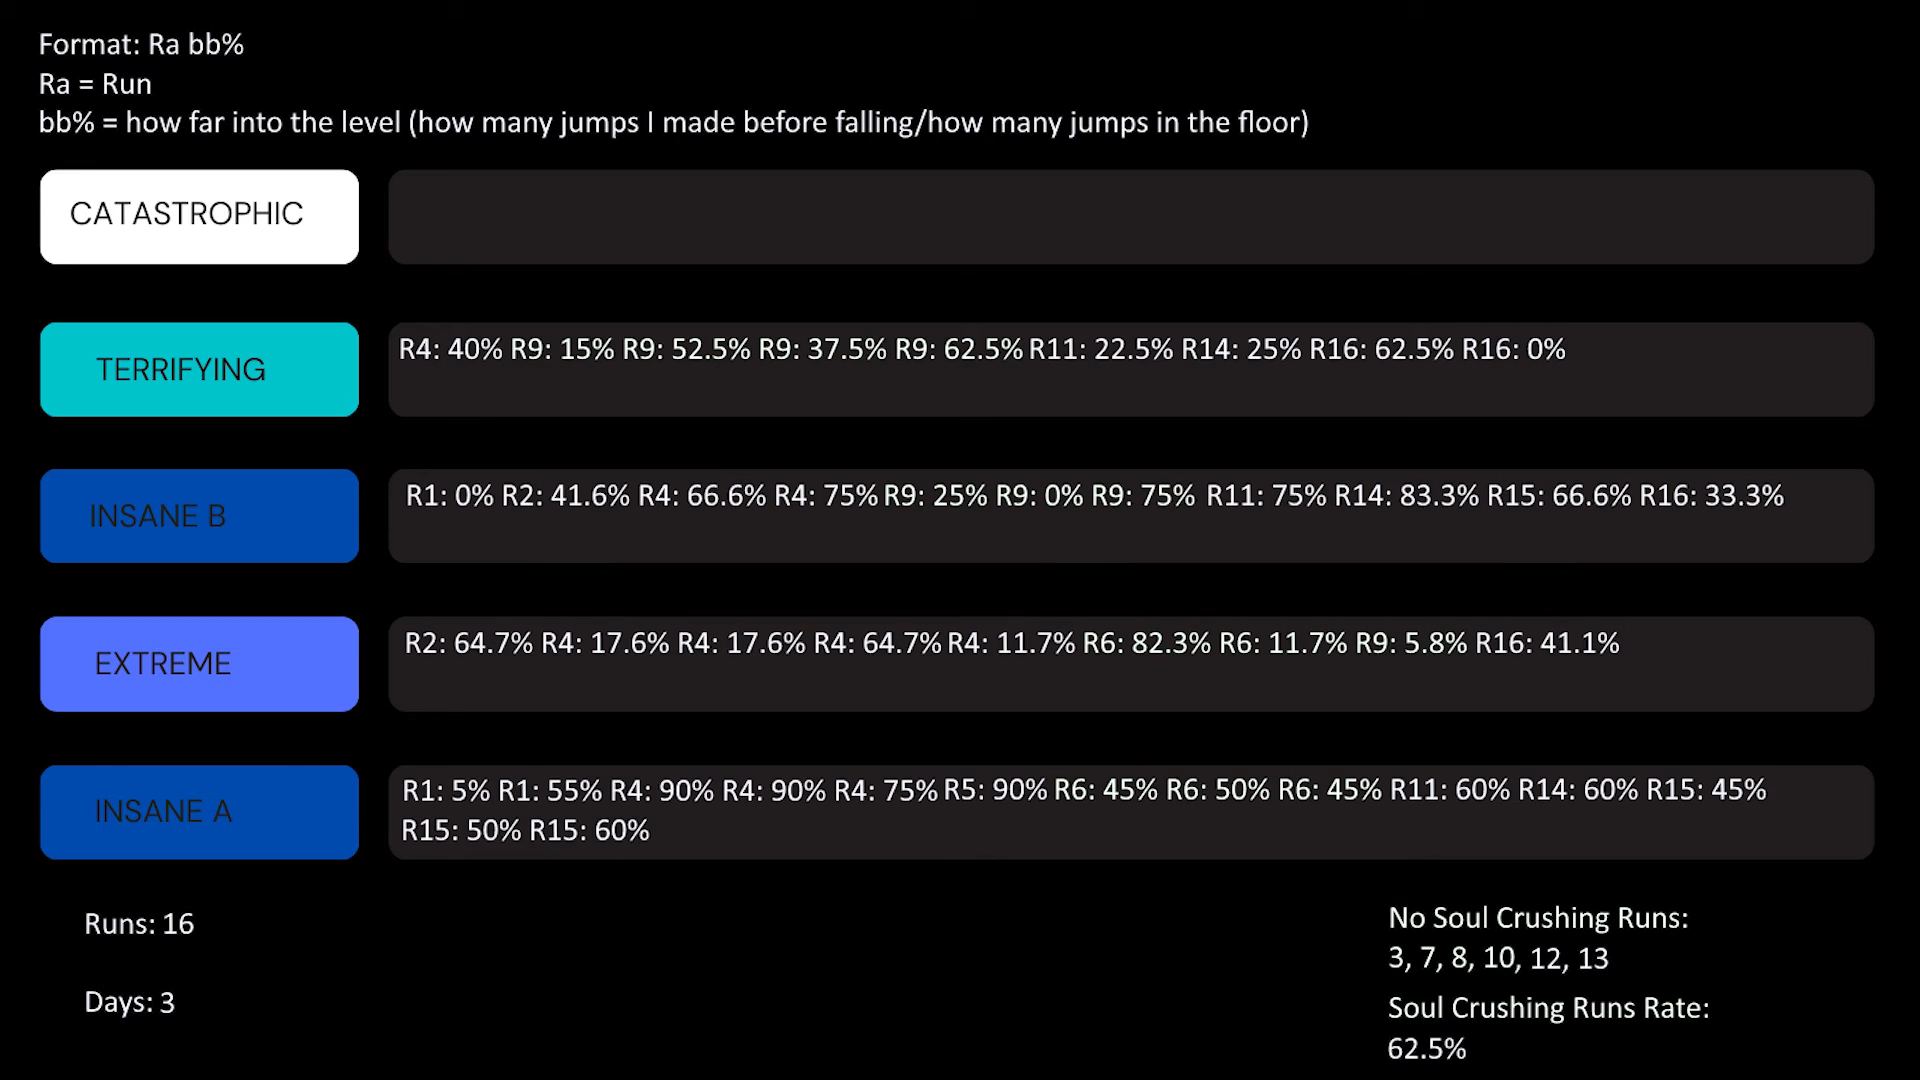 Format: Ra bb%
Ra = Run
bb% = how far into the level (how many jumps I made before falling/how many jumps in the floor)
CATASTROPHIC
TERRIFYING
R4: 40% R9: 15% R9: 52.5% R9: 37.5% R9: 62.5% R11: 22.5% R14: 25% R16: 62.5% R16: 0%
INSANE B
R1: 0% R2: 41.6% R4: 66.6% R4: 75% R9: 25% R9: 0% R9: 75% R11: 75% R14: 83.3% R15: 66.6% R16: 33.3%
EXTREME
R2: 64.7% R4: 17.6% R4: 17.6% R4: 64.7% R4: 11.7% R6: 82.3% R6: 11.7% R9: 5.8% R16: 41.1%
INSANE A
R1: 5% R1: 55% R4: 90% R4: 90% R4: 75% R5: 90% R6: 45% R6: 50% R6: 45% R11: 60% R14: 60% R15: 45%
R15: 50% R15: 60%
Runs: 16
Days: 3
No Soul Crushing Runs:
3, 7, 8, 10, 12, 13
Soul Crushing Runs Rate:
62.5%